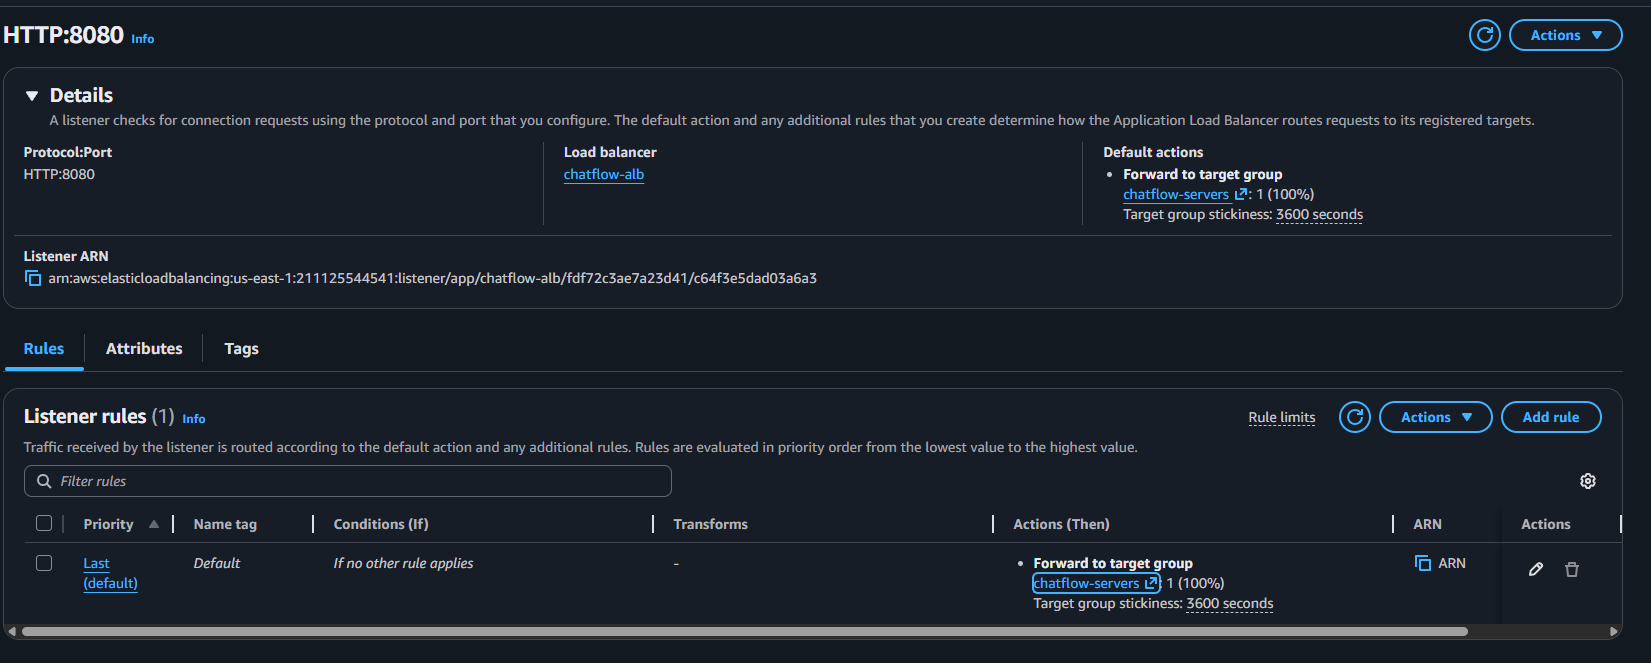 HTTP:8080 Info
Actions
Details
A listener checks for connection requests using the protocol and port that you configure. The default action and any additional rules that you create determine how the Application Load Balancer routes requests to its registered targets.
Protocol:Port
HTTP:8080
Load balancer
chatflow-alb
Default actions
• Forward to target group
chatflow-servers : 1 (100%)
Target group stickiness: 3600 seconds
Listener ARN
arn:aws:elasticloadbalancing:us-east-1:211125544541:listener/app/chatflow-alb/fdf72c3ae7a23d41/c64f3e5dad03a6a3
Rules Attributes Tags
Listener rules (1) Info
Rule limits Actions Add rule
Traffic received by the listener is routed according to the default action and any additional rules. Rules are evaluated in priority order from the lowest value to the highest value.
Filter rules
Priority Name tag Conditions (If) Transforms Actions (Then) ARN Actions
Last (default) Default If no other rule applies - • Forward to target group ARN
chatflow-servers : 1 (100%)
Target group stickiness: 3600 seconds